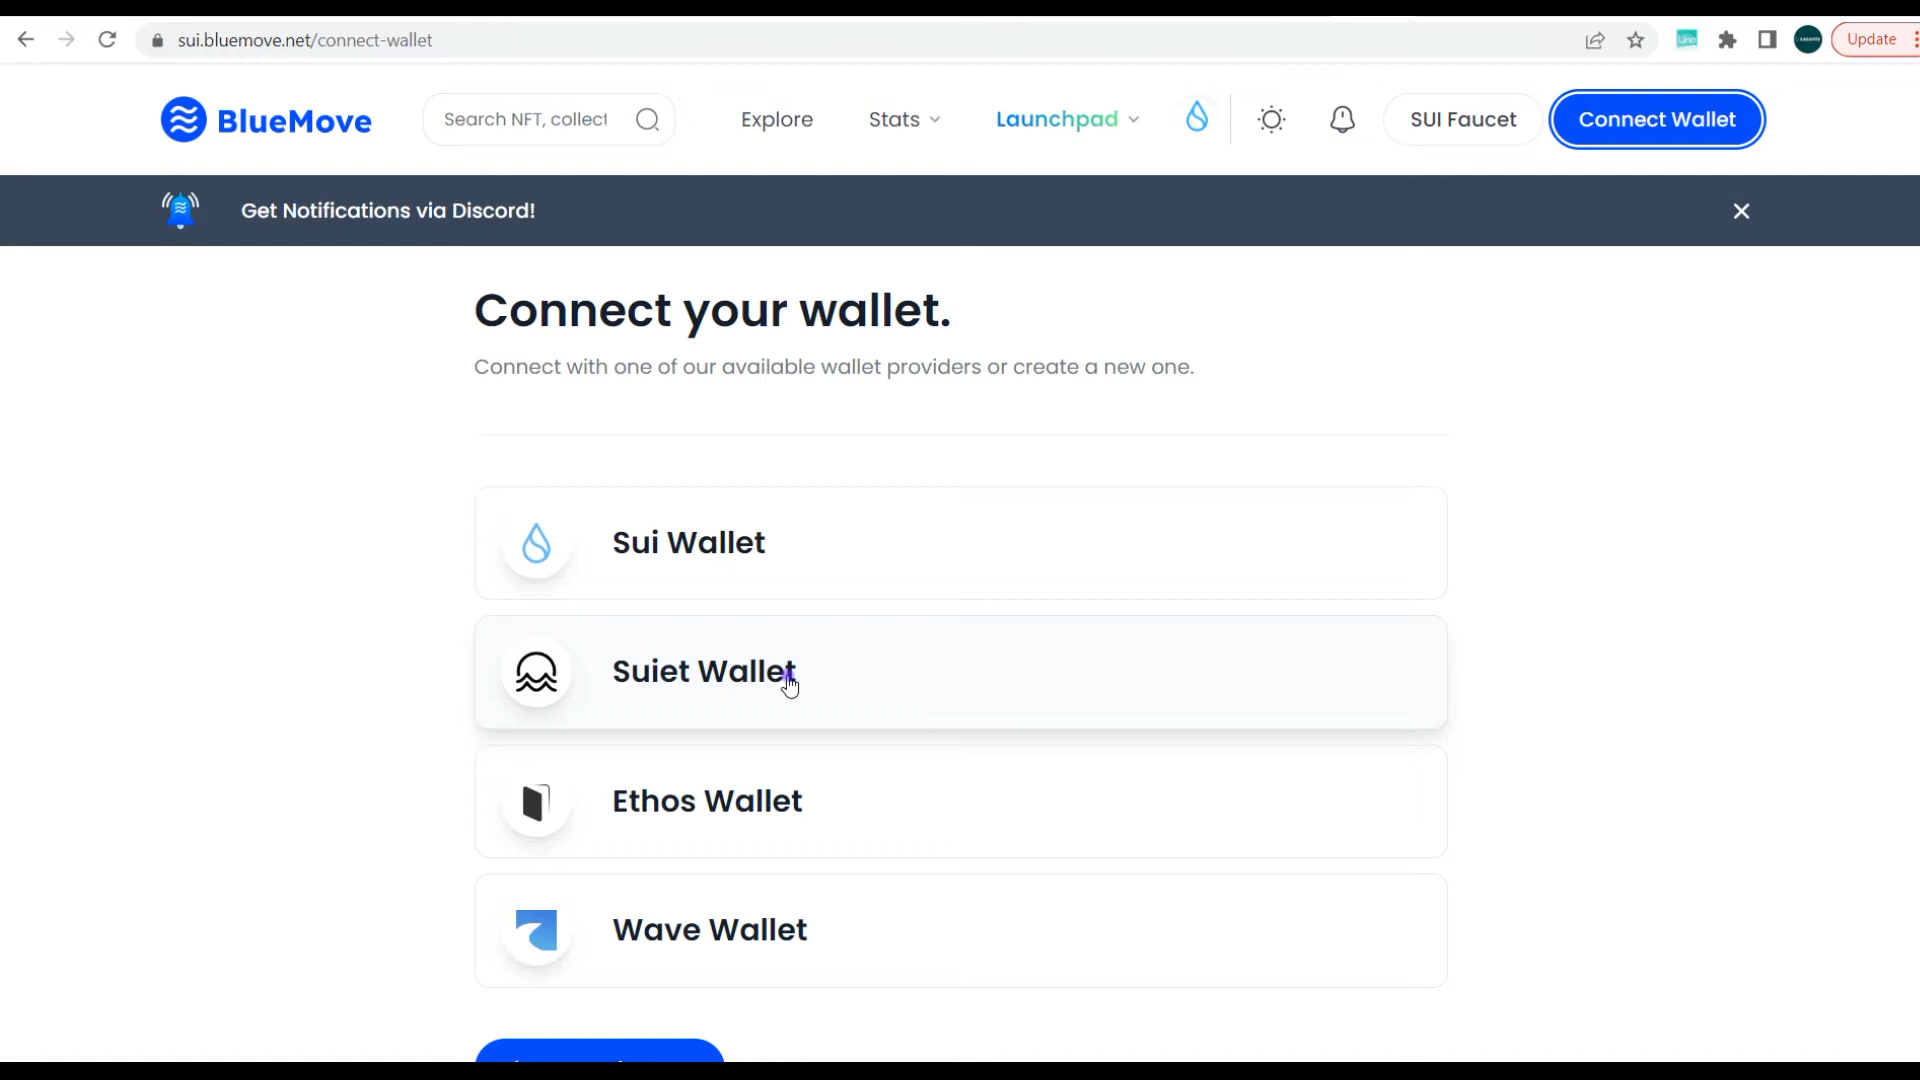 sui.bluemove.net/connect-wallet
Update
BlueMove
Search NFT, collect
Explore
Stats
Launchpad
SUI Faucet
Connect Wallet
Get Notifications via Discord!
Connect your wallet.
Connect with one of our available wallet providers or create a new one.
Sui Wallet
Suiet Wallet
Ethos Wallet
Wave Wallet